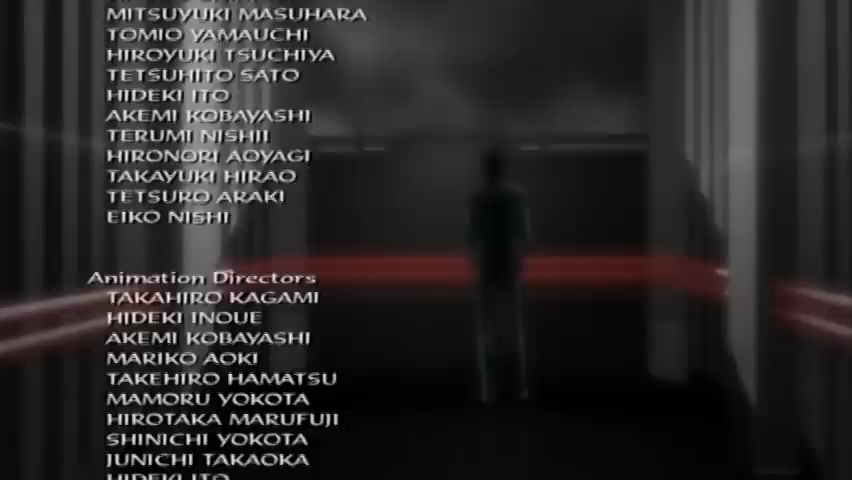 MITSUYUKI MASUHARA
TOMIO YAMAUCHI
HIROYUKI TSUCHIYA
TETSUHITO SATO
HIDEKI ITO
AKEMI KOBAYASHI
TERUMI NISHII
HIRONORI AOYAGI
TAKAYUKI HIRAO
TETSURO ARAKI
EIKO NISHI
Animation Directors
TAKAHIRO KAGAMI
HIDEKI INOUE
AKEMI KOBAYASHI
MARIKO AOKI
TAKEHIRO HAMATSU
MAMORU YOKOTA
HIROTAKA MARUFUJI
SHINICHI YOKOTA
JUNICHI TAKAOKA
HIDEKI ITO